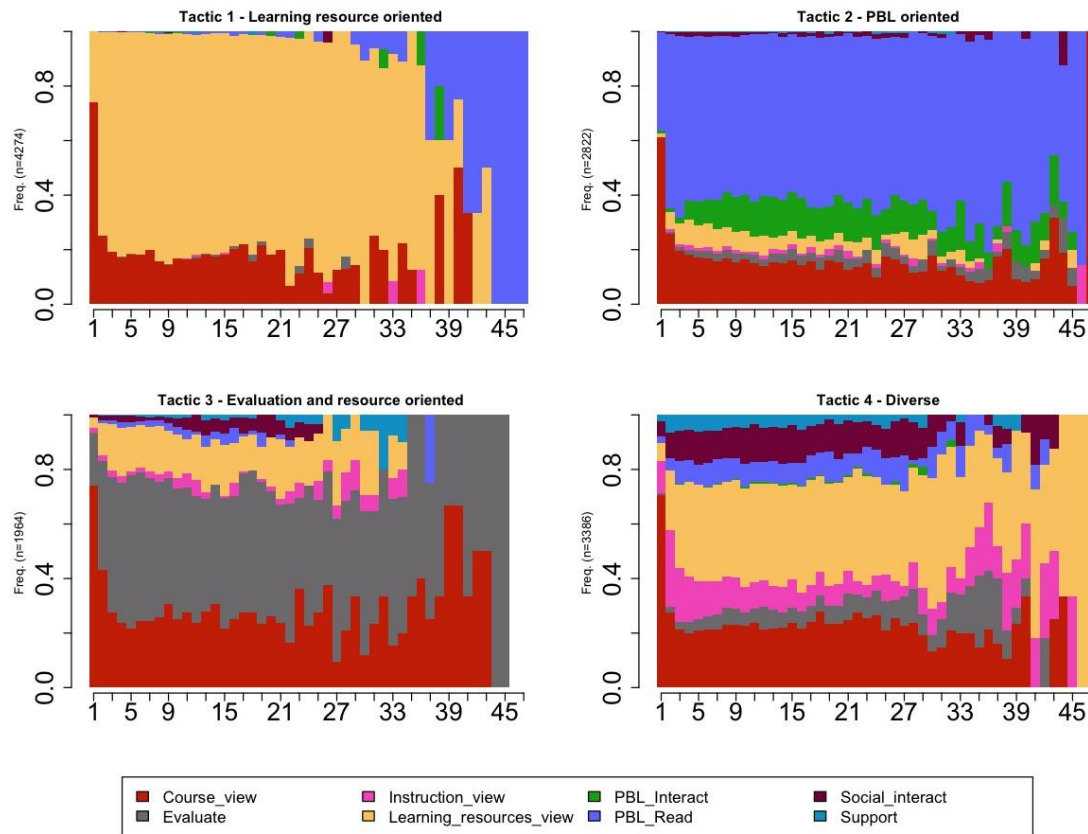 Tactic 1 - Learning resource oriented
Freq. (n=4274)
0.0 0.4 0.8
1 5 9 15 21 27 33 39 45
Tactic 2 - PBL oriented
Freq. (n=2822)
0.0 0.4 0.8
1 5 9 15 21 27 33 39 45
Tactic 3 - Evaluation and resource oriented
Freq. (n=1964)
0.0 0.4 0.8
1 5 9 15 21 27 33 39 45
Tactic 4 - Diverse
Freq. (n=3386)
0.0 0.4 0.8
1 5 9 15 21 27 33 39 45
Course_view Instruction_view PBL_Interact Social_interact
Evaluate Learning_resources_view PBL_Read Support